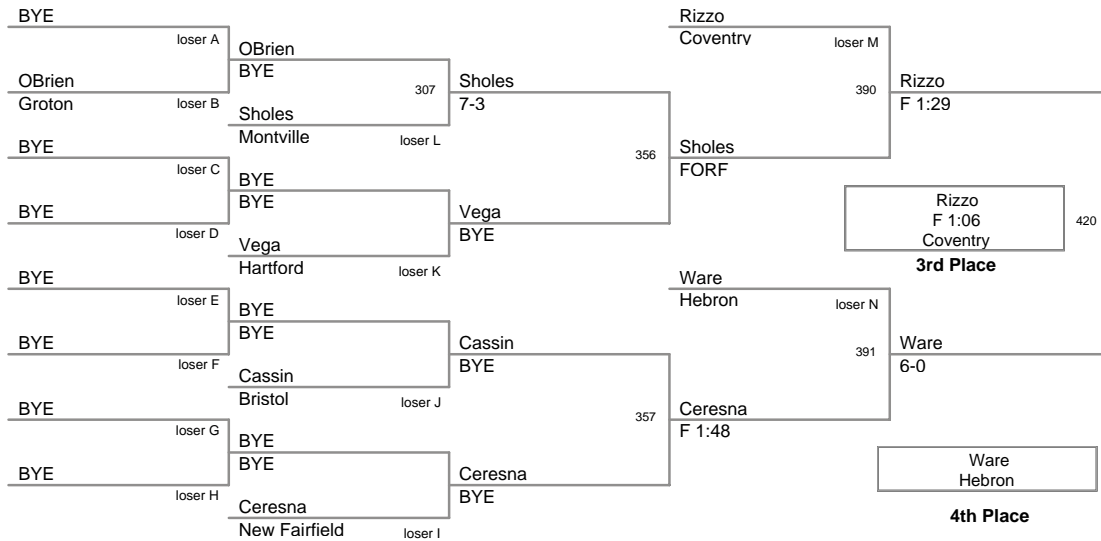 BYE
loser A
OBrien
Groton
loser B
BYE
loser C
BYE
loser D
BYE
loser E
BYE
loser F
BYE
loser G
BYE
loser H
OBrien
BYE
307
Sholes
Montville
loser L
BYE
BYE
Vega
Hartford
loser K
BYE
BYE
Cassin
Bristol
loser J
BYE
BYE
Ceresna
New Fairfield
loser I
Sholes
7-3
356
Vega
BYE
Cassin
BYE
357
Ceresna
BYE
Rizzo
Coventry
loser M
390
Sholes
FORF
Ware
Hebron
loser N
391
Ceresna
F 1:48
Rizzo
F 1:29
Rizzo
F 1:06
Coventry
420
3rd Place
Ware
6-0
Ware
Hebron
4th Place